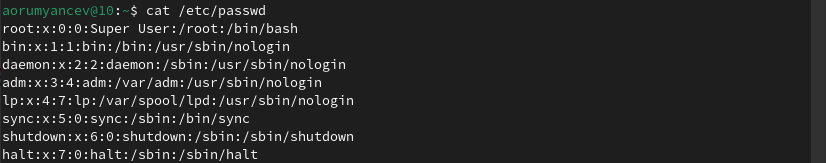 aorumyancev@10:~$ cat /etc/passwd
root:x:0:0:Super User:/root:/bin/bash
bin:x:1:1:bin:/bin:/usr/sbin/nologin
daemon:x:2:2:daemon:/sbin:/usr/sbin/nologin
adm:x:3:4:adm:/var/adm:/usr/sbin/nologin
lp:x:4:7:lp:/var/spool/lpd:/usr/sbin/nologin
sync:x:5:0:sync:/sbin:/bin/sync
shutdown:x:6:0:shutdown:/sbin:/sbin/shutdown
halt:x:7:0:halt:/sbin:/sbin/halt